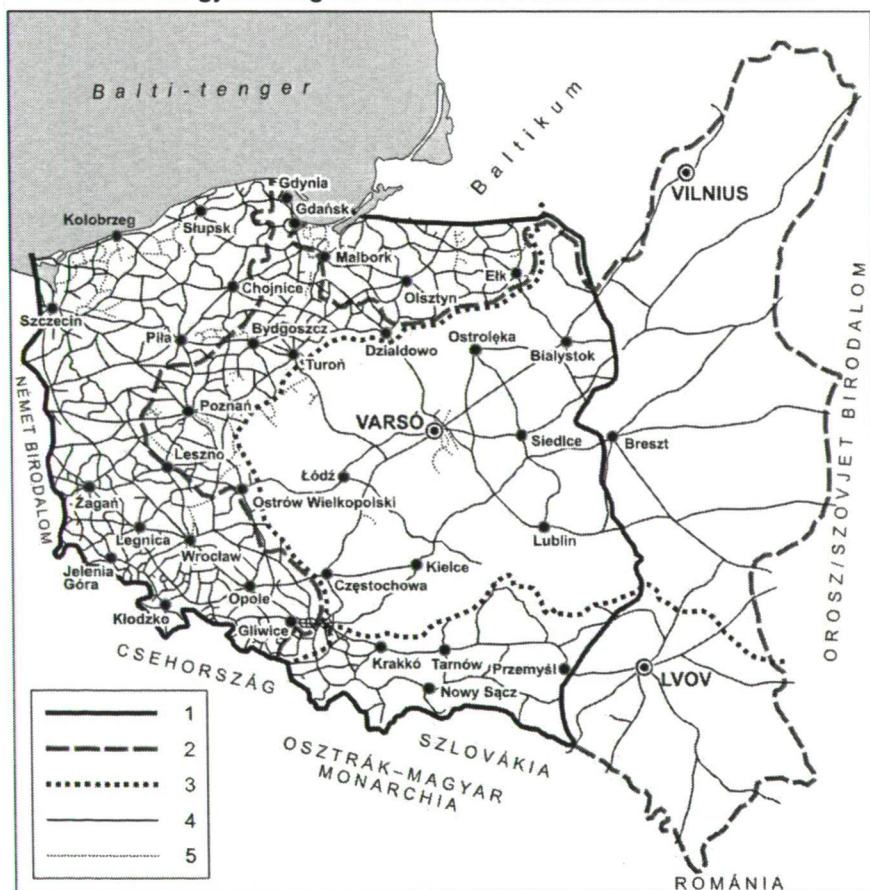 Balti-tenger
Baltikum
Gdynia
Gdańsk
VILNIUS
Kołobrzeg
Słupsk
Malbork
Ełk
Chojnice
Olsztyn
Szczecin
Piła
Bydgoszcz
Ostrołęka
Turoń
Dzialdowo
Bialystok
NÉMET BIRODALOM
OROSZ/SZOVJET BIRODALOM
Poznań
VARSÓ
Siedlce
Breszt
Leszno
Łódź
Żagań
Ostrów Wielkopolski
Legnica
Wrocław
Lublin
Jelenia
Góra
Częstochowa
Kielce
Opole
Kłodzko
Gliwice
CSEHORSZÁG
Krakkó
Tarnów
Przemyśl
LVOV
Nowy Sącz
SZLOVÁKIA
OSZTRÁK–MAGYAR
MONARCHIA
ROMÁNIA
1
2
3
4
5